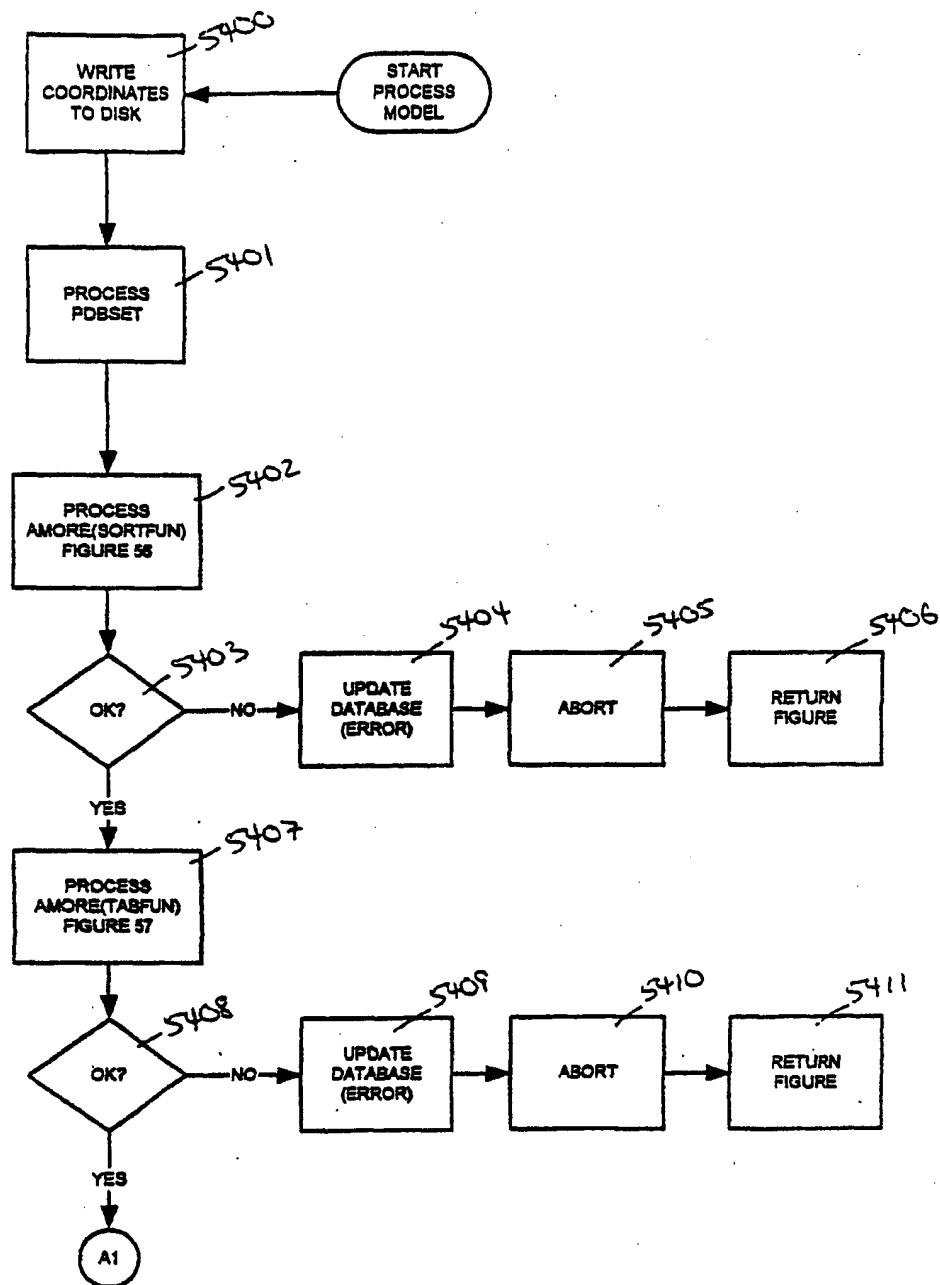 5400
WRITE
COORDINATES
TO DISK
START
PROCESS
MODEL
5401
PROCESS
PDBSET
5402
PROCESS
AMORE(SORTFUN)
FIGURE 56
5403
OK?
NO
5404
UPDATE
DATABASE
(ERROR)
5405
ABORT
5406
RETURN
FIGURE
YES
5407
PROCESS
AMORE(TABFUN)
FIGURE 57
5408
OK?
NO
5409
UPDATE
DATABASE
(ERROR)
5410
ABORT
5411
RETURN
FIGURE
YES
A1